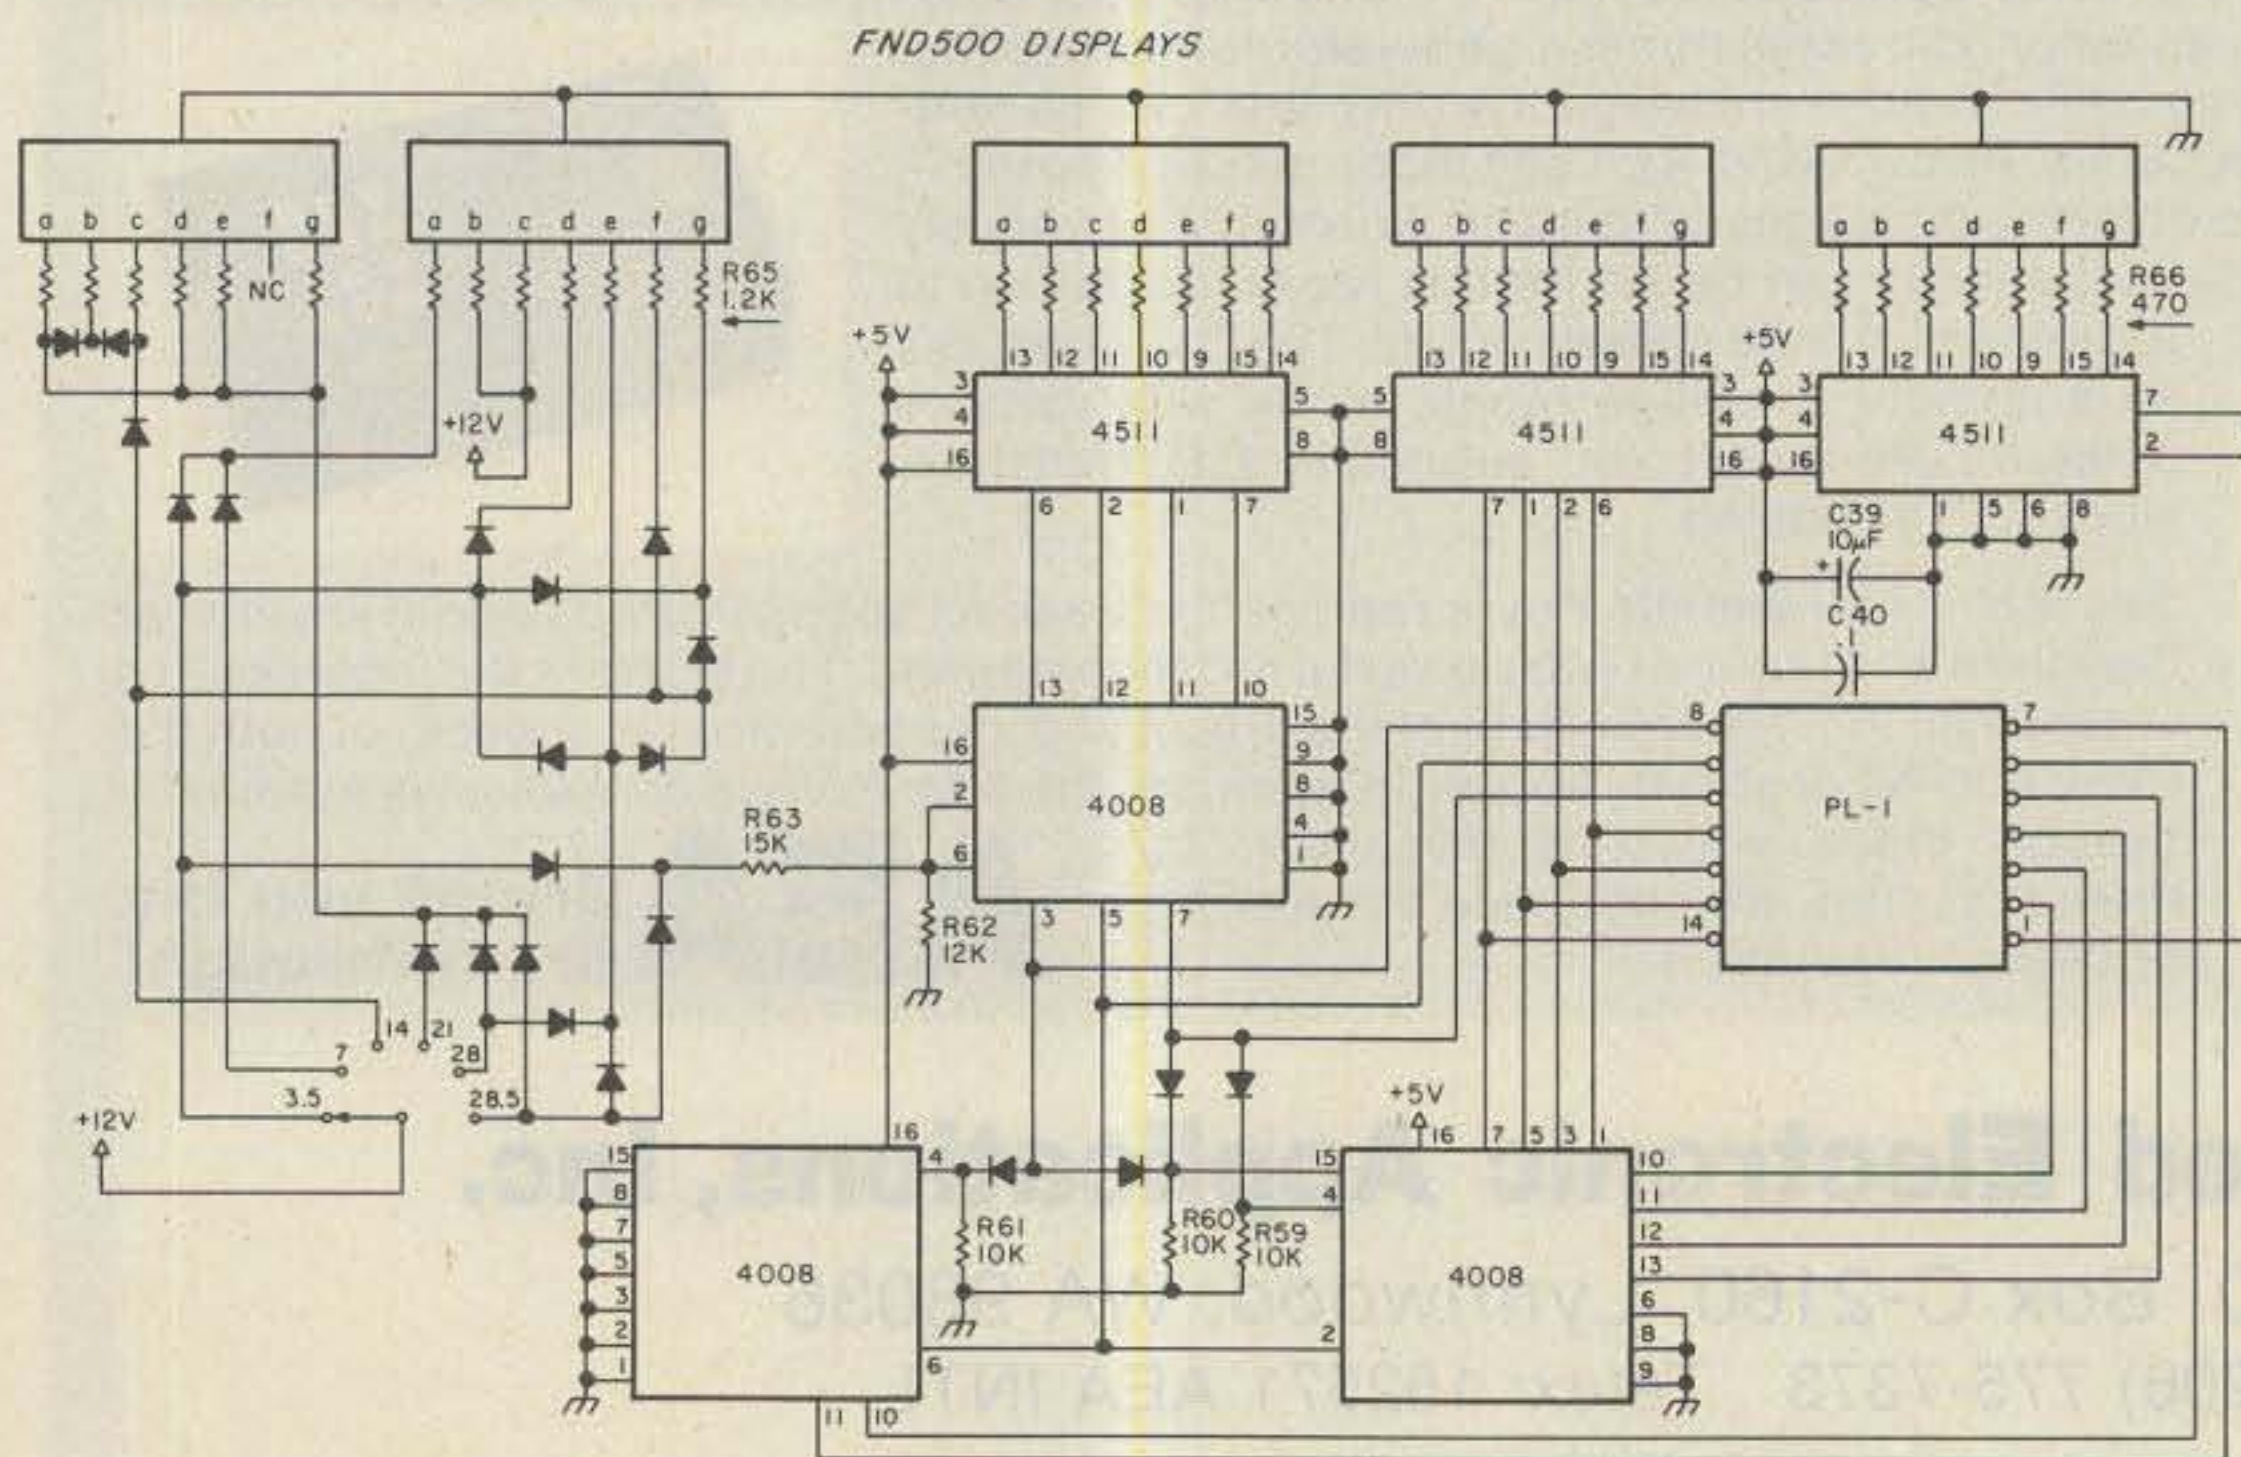 FND500 DISPLAYS
a b c d e f g
a b c d e f g
a b c d e f g
a b c d e f g
a b c d e f g
NC
R65
1.2K
R66
470
+5V
+5V
13 12 11 10 9 15 14
13 12 11 10 9 15 14
13 12 11 10 9 15 14
+12V
3
4
16
4511
5
8
5
8
4511
3
4
16
3
4
16
4511
7
2
6 2 1 7
7 1 2 6
1 5 6 8
C39
10µF
+
C40
.1
13 12 11 10
16
2
6
4008
15
9
8
4
1
8
14
PL-1
7
1
R63
15K
R62
12K
3 5 7
14 21
7
28
3.5
28.5
+12V
+5V
16
15
8
7
5
3
2
1
4008
4
6
11 10
R61
10K
R60
10K
R59
10K
16 7 5 3 1
15
4
2
4008
10
11
12
13
6
8
9